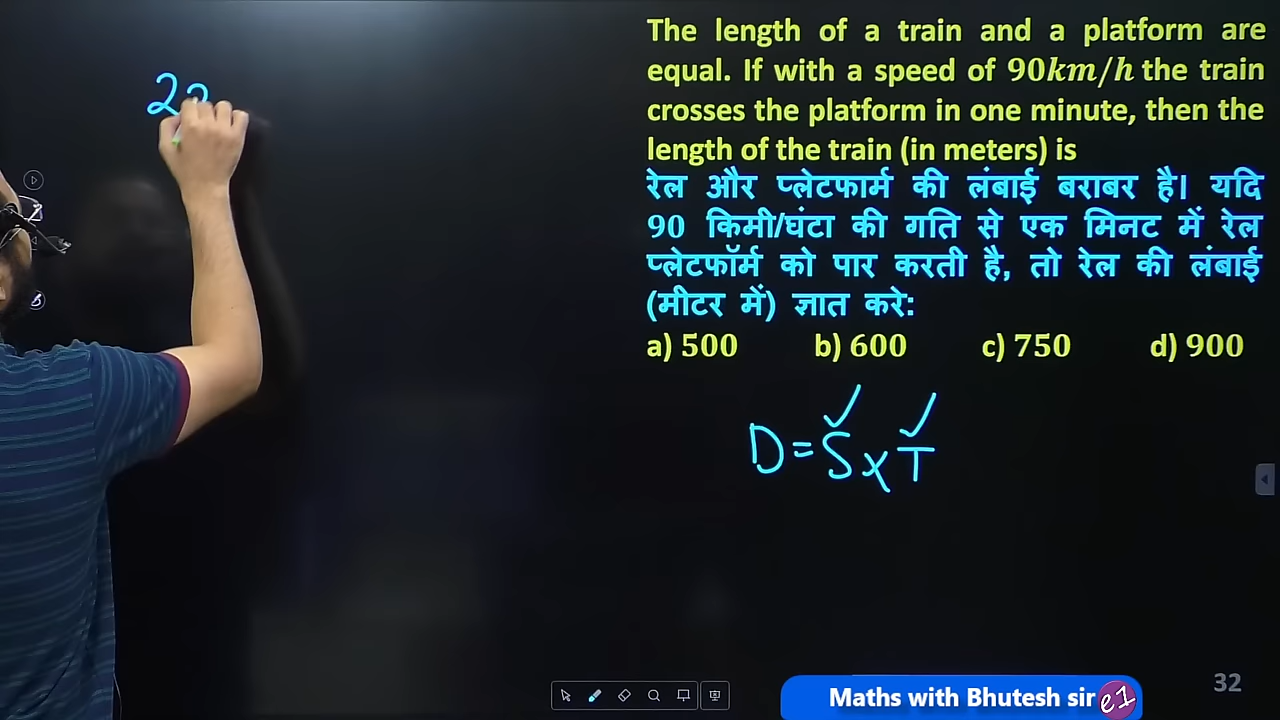 The length of a train and a platform are
equal. If with a speed of 90km/h the train
crosses the platform in one minute, then the
length of the train (in meters) is
रेल और प्लेटफार्म की लंबाई बराबर है। यदि
90 किमी/घंटा की गति से एक मिनट में रेल
प्लेटफॉर्म को पार करती है, तो रेल की लंबाई
(मीटर में) ज्ञात करे:
a) 500 b) 600 c) 750 d) 900
D = S x T
32
Maths with Bhutesh sir e1